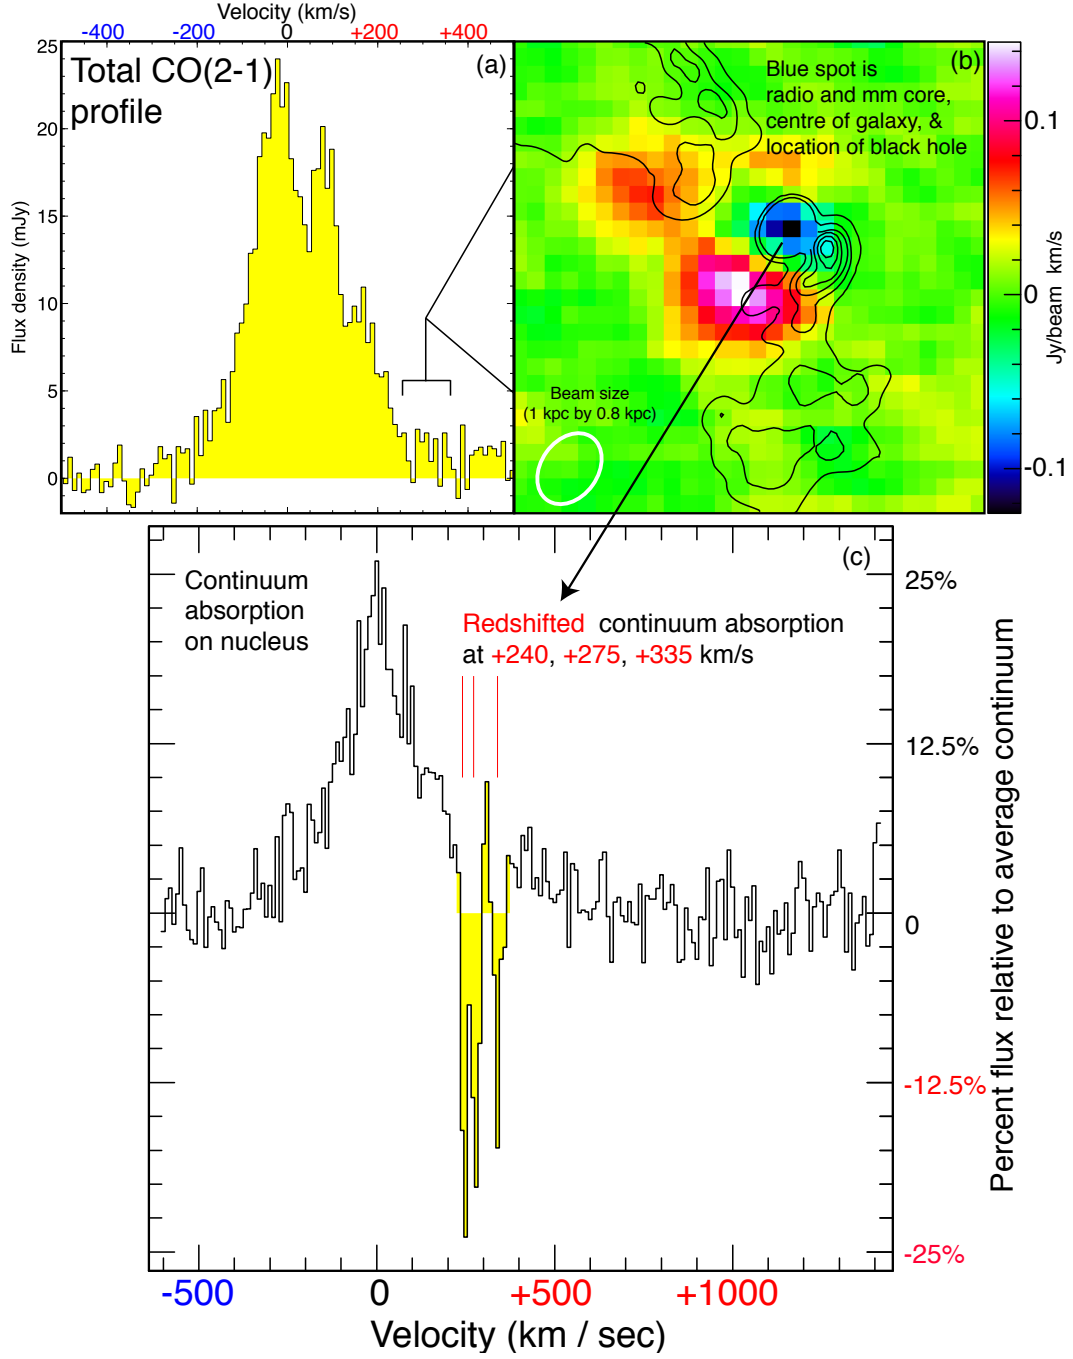 Velocity (km/s)
-400 -200 0 +200 +400
25
20
15
10
5
0
Flux density (mJy)
Total CO(2-1)
profile
(a)
(b)
Blue spot is
radio and mm core,
centre of galaxy, &
location of black hole
Beam size
(1 kpc by 0.8 kpc)
0.1
0
-0.1
Jy/beam km/s
(c)
Continuum
absorption
on nucleus
Redshifted continuum absorption
at +240, +275, +335 km/s
25%
12.5%
0
-12.5%
-25%
Percent flux relative to average continuum
-500 0 +500 +1000
Velocity (km / sec)